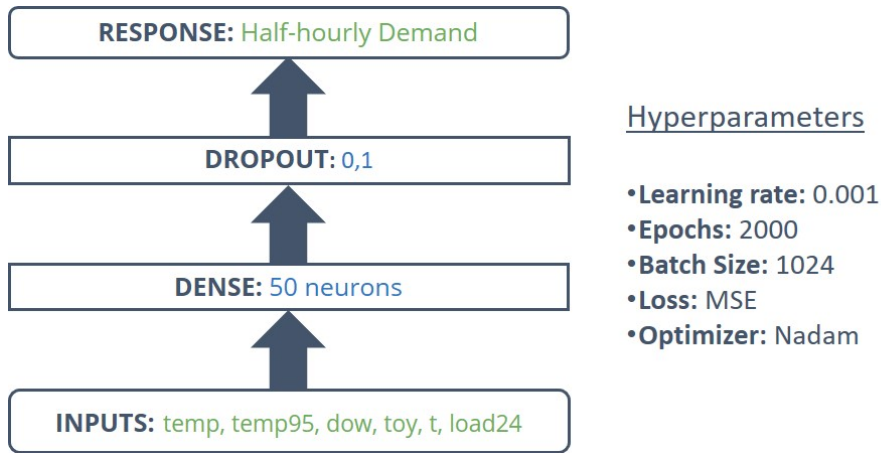 RESPONSE: Half-hourly Demand
DROPOUT: 0,1
DENSE: 50 neurons
INPUTS: temp, temp95, dow, toy, t, load24
Hyperparameters
•Learning rate: 0.001
•Epochs: 2000
•Batch Size: 1024
•Loss: MSE
•Optimizer: Nadam